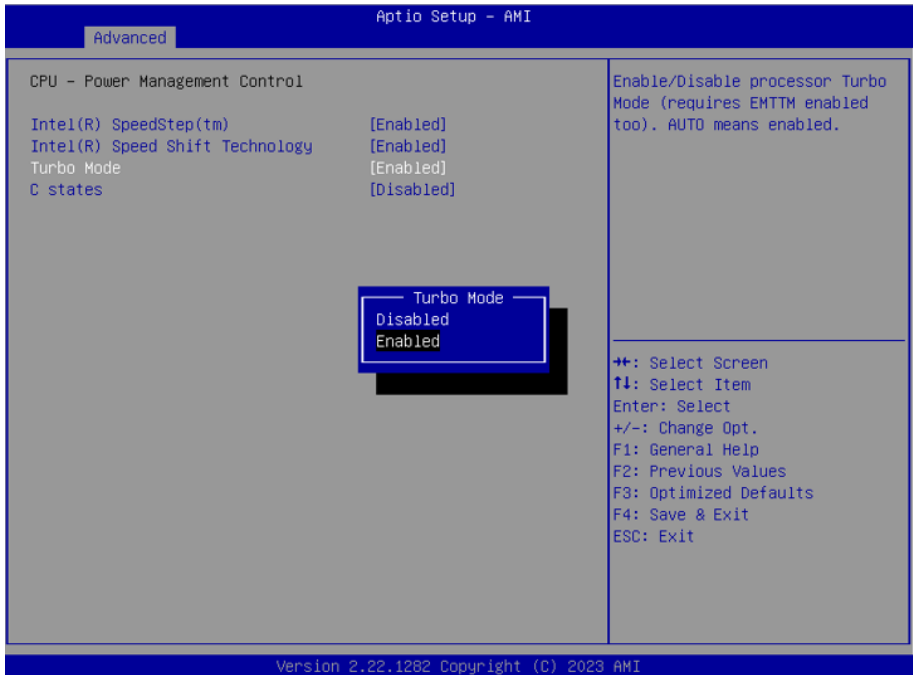 Aptio Setup – AMI
Advanced
CPU – Power Management Control
Intel(R) SpeedStep(tm) [Enabled]
Intel(R) Speed Shift Technology [Enabled]
Turbo Mode [Enabled]
C states [Disabled]
Turbo Mode
Disabled
Enabled
Enable/Disable processor Turbo
Mode (requires EMTTM enabled
too). AUTO means enabled.
→←: Select Screen
↑↓: Select Item
Enter: Select
+/-: Change Opt.
F1: General Help
F2: Previous Values
F3: Optimized Defaults
F4: Save & Exit
ESC: Exit
Version 2.22.1282 Copyright (C) 2023 AMI